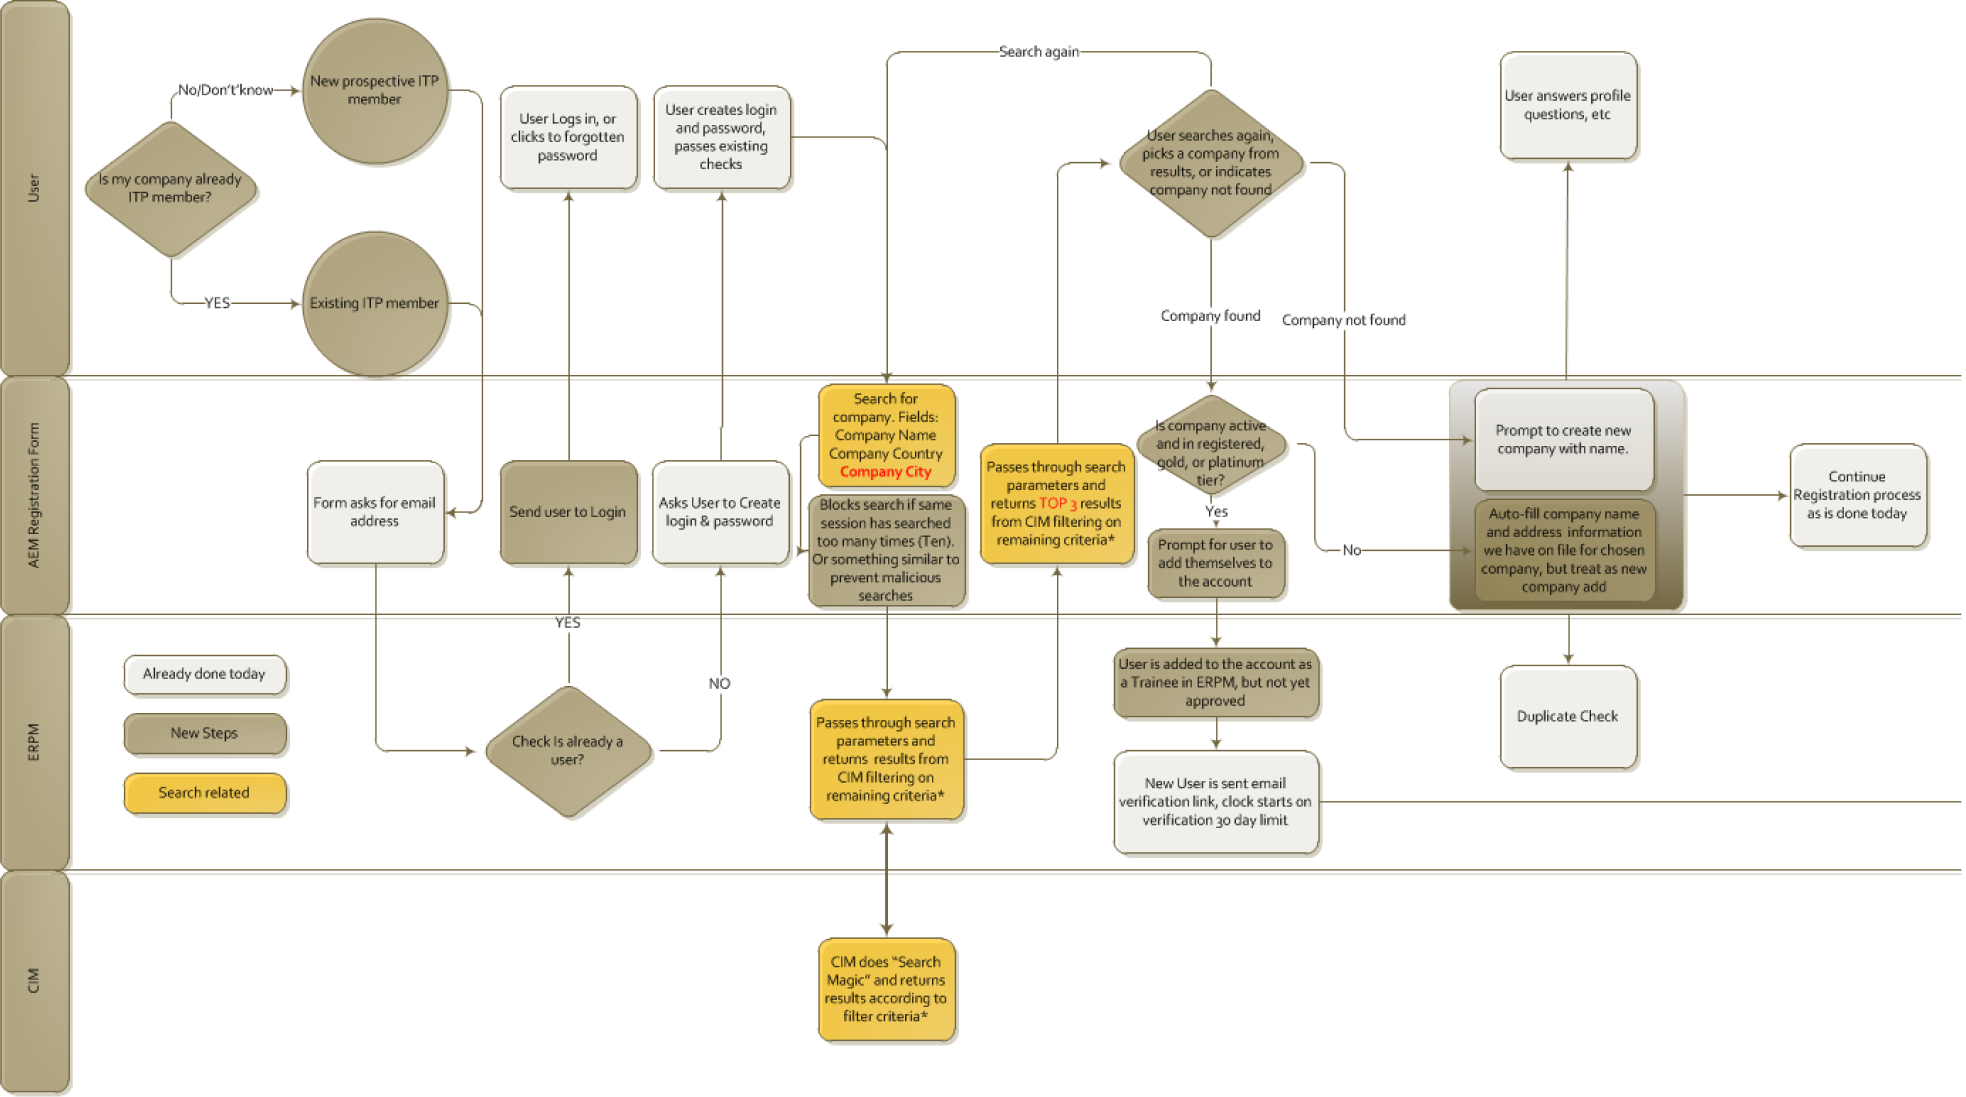 User
No/Don't'know
New prospective ITP
member
Is my company already
ITP member?
YES
Existing ITP member
User Logs in, or
clicks to forgotten
password
User creates login
and password,
passes existing
checks
Search again
User searches again,
picks a company from
results, or indicates
company not found
Company found
Company not found
User answers profile
questions, etc
AEM Registration Form
Form asks for email
address
Send user to Login
Asks User to Create
login & password
Search for
company. Fields:
Company Name
Company Country
Company City
Blocks search if same
session has searched
too many times (Ten).
Or something similar to
prevent malicious
searches
Passes through search
parameters and
returns TOP 3 results
from CIM filtering on
remaining criteria*
Is company active
and in registered,
gold, or platinum
tier?
Yes
No
Prompt for user to
add themselves to
the account
Prompt to create new
company with name.
Auto-fill company name
and address information
we have on file for chosen
company, but treat as new
company add
Continue
Registration process
as is done today
ERPM
Already done today
New Steps
Search related
YES
NO
Check Is already a
user?
Passes through search
parameters and
returns results from
CIM filtering on
remaining criteria*
User is added to the account as
a Trainee in ERPM, but not yet
approved
New User is sent email
verification link, clock starts on
verification 30 day limit
Duplicate Check
CIM
CIM does "Search
Magic" and returns
results according to
filter criteria*